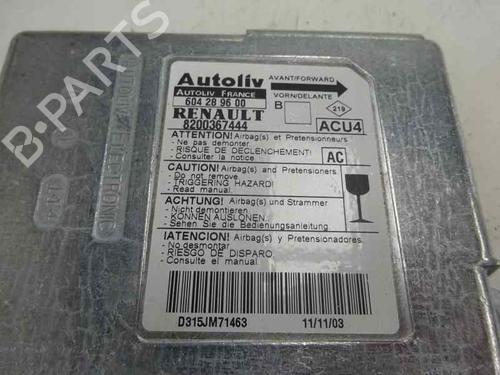 B-PARTS
Autoliv
AVANT/FORWARD
AUTOLIV FRANCE
VORN/DELANTE
604 28 96 00
B
219
RENAULT
8200367444
ACU4
ATTENTION! Airbag(s) et Pretensionneurs
- Ne pas demonter
- RISQUE DE DECLENCHEMENT!
- Consulter la notice
AC
CAUTION! Airbag(s) and Pretensioners
- Do not remove
- TRIGGERING HAZARD!
- Read manual.
ACHTUNG! Airbag(s) und Strammer
- Nicht demontieren
- KONNEN AUSLONEN.
- Sehen Sie die Bedienungsanleitung
IATENCION! Airbag(s) y Pretensionadores
- No desmontar
- RIESGO DE DISPARO
- Consulte el manual.
D315JM71463
11/11/03